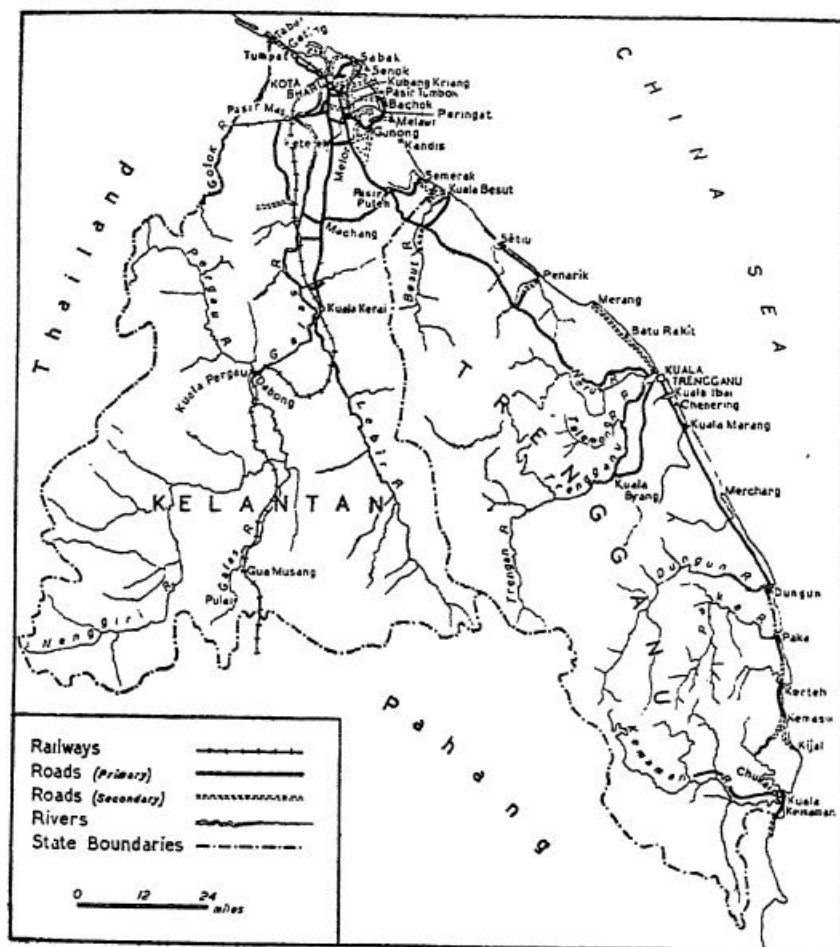 Gating
Tumpat
Sabak
Senok
KOTA
BHARU
Kubang Kriang
Pasir Tumbok
Bachok
Peringat
Pasir Mas
Melawi
Gunong
Kandis
Melor
Golok R
Semerak
Kuala Besut
Pasir
Puteh
Machang
Setiu
Penarik
Besut R
Pergau R
Merang
Batu Rakit
Kuala Kerai
Kuala Pergau
Dabong
KUALA
TRENGGANU
Kuala Ibai
Chenering
Kuala Marang
Lebir R
Telemong
Trengganu
Kuala
Merchang
KELANTAN
TRENGGANU
Galas R
Gua Musang
Pulai
Nenggiri R
Trengan R
Dungun R
Dungun
Paka
Kerteh
Kemasik
Kijal
Kemaman R
Chukai
Kuala
Kemaman
Thailand
CHINA SEA
Pahang
Railways
Roads (Primary)
Roads (Secondary)
Rivers
State Boundaries
0 12 24
miles